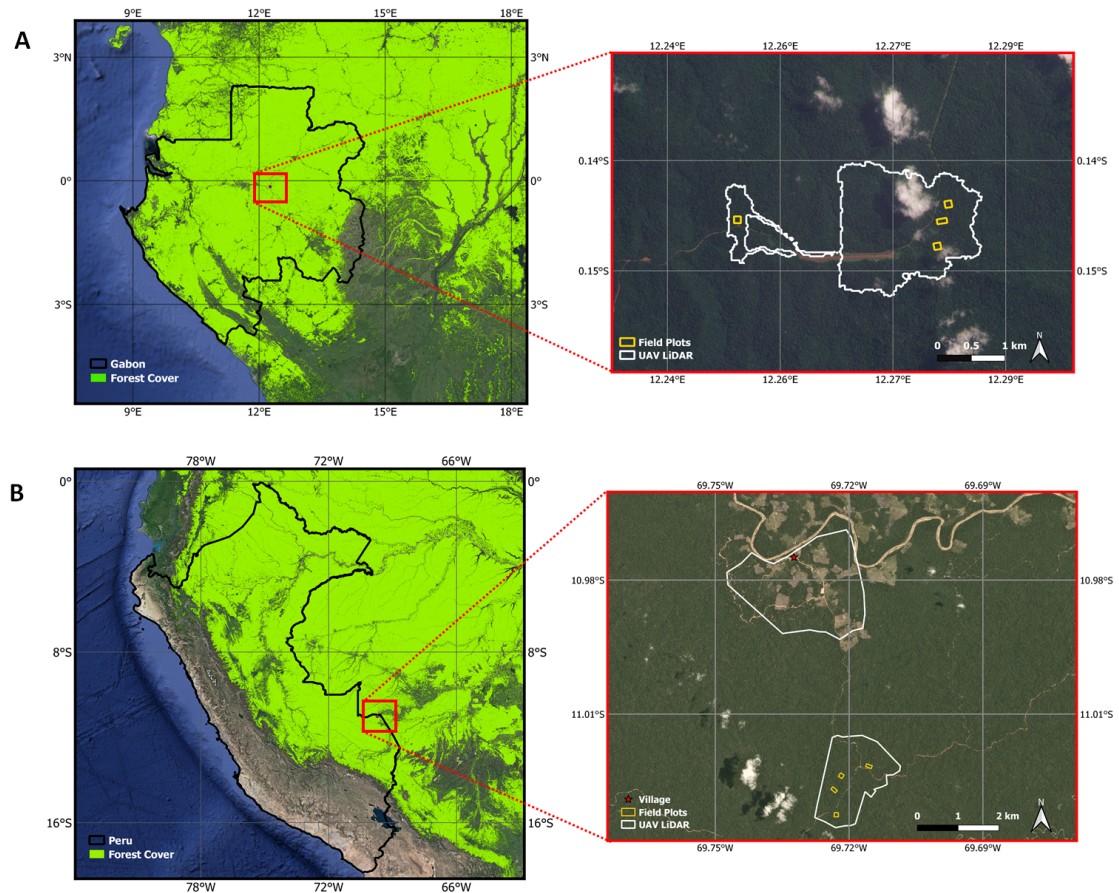 A
9°E 12°E 15°E 18°E
3°N 3°N
0° 0°
3°S 3°S
Gabon
Forest Cover
9°E 12°E 15°E 18°E
12.24°E 12.26°E 12.27°E 12.29°E
0.14°S 0.14°S
0.15°S 0.15°S
Field Plots
UAV LiDAR
0 0.5 1 km
N
12.24°E 12.26°E 12.27°E 12.29°E
B
78°W 72°W 66°W
0° 0°
8°S 8°S
16°S 16°S
Peru
Forest Cover
78°W 72°W 66°W
69.75°W 69.72°W 69.69°W
10.98°S 10.98°S
11.01°S 11.01°S
Village
Field Plots
UAV LiDAR
0 1 2 km
N
69.75°W 69.72°W 69.69°W